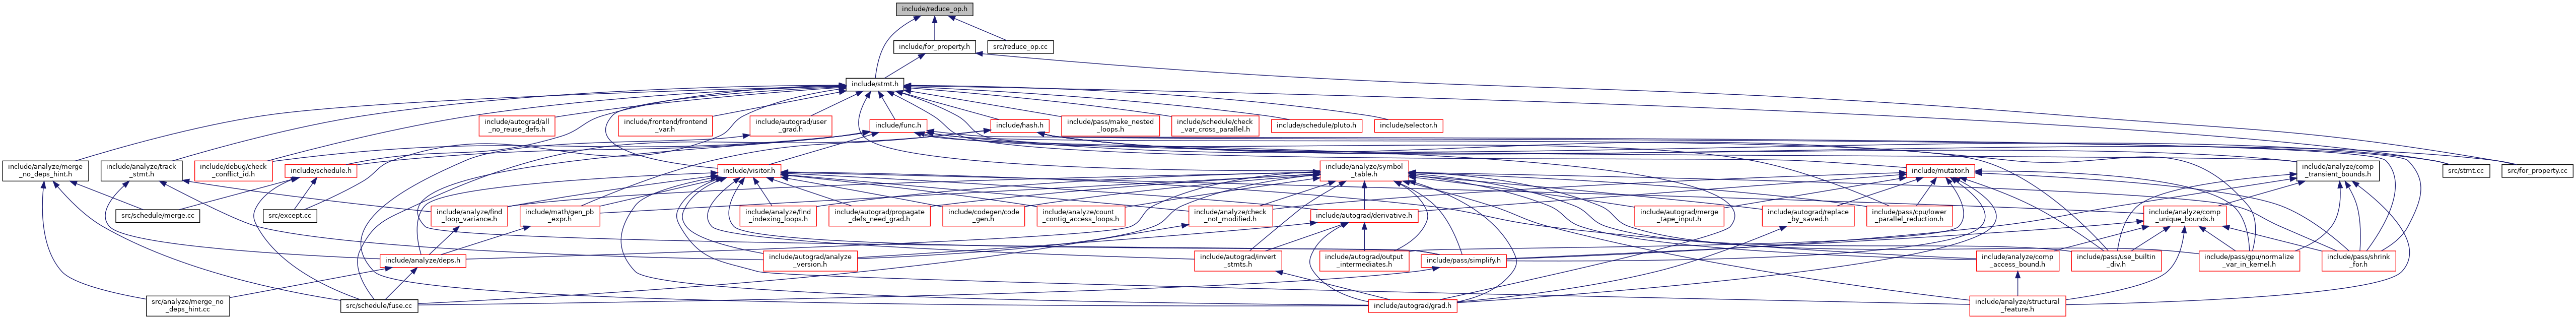 include/reduce_op.h
include/for_property.h
src/reduce_op.cc
include/stmt.h
include/autograd/all
_no_reuse_defs.h
include/frontend/frontend
_var.h
include/autograd/user
_grad.h
include/func.h
include/hash.h
include/pass/make_nested
_loops.h
include/schedule/check
_var_cross_parallel.h
include/schedule/pluto.h
include/selector.h
include/analyze/merge
_no_deps_hint.h
include/analyze/track
_stmt.h
include/debug/check
_conflict_id.h
include/schedule.h
include/visitor.h
include/analyze/symbol
_table.h
include/mutator.h
include/analyze/comp
_transient_bounds.h
src/stmt.cc
src/for_property.cc
src/schedule/merge.cc
src/except.cc
include/analyze/find
_loop_variance.h
include/math/gen_pb
_expr.h
include/analyze/find
_indexing_loops.h
include/autograd/propagate
_defs_need_grad.h
include/codegen/code
_gen.h
include/analyze/count
_contig_access_loops.h
include/analyze/check
_not_modified.h
include/autograd/derivative.h
include/autograd/merge
_tape_input.h
include/autograd/replace
_by_saved.h
include/pass/cpu/lower
_parallel_reduction.h
include/analyze/comp
_unique_bounds.h
include/analyze/deps.h
include/autograd/analyze
_version.h
include/autograd/invert
_stmts.h
include/autograd/output
_intermediates.h
include/pass/simplify.h
include/analyze/comp
_access_bound.h
include/pass/use_builtin
_div.h
include/pass/gpu/normalize
_var_in_kernel.h
include/pass/shrink
_for.h
src/analyze/merge_no
_deps_hint.cc
src/schedule/fuse.cc
include/autograd/grad.h
include/analyze/structural
_feature.h